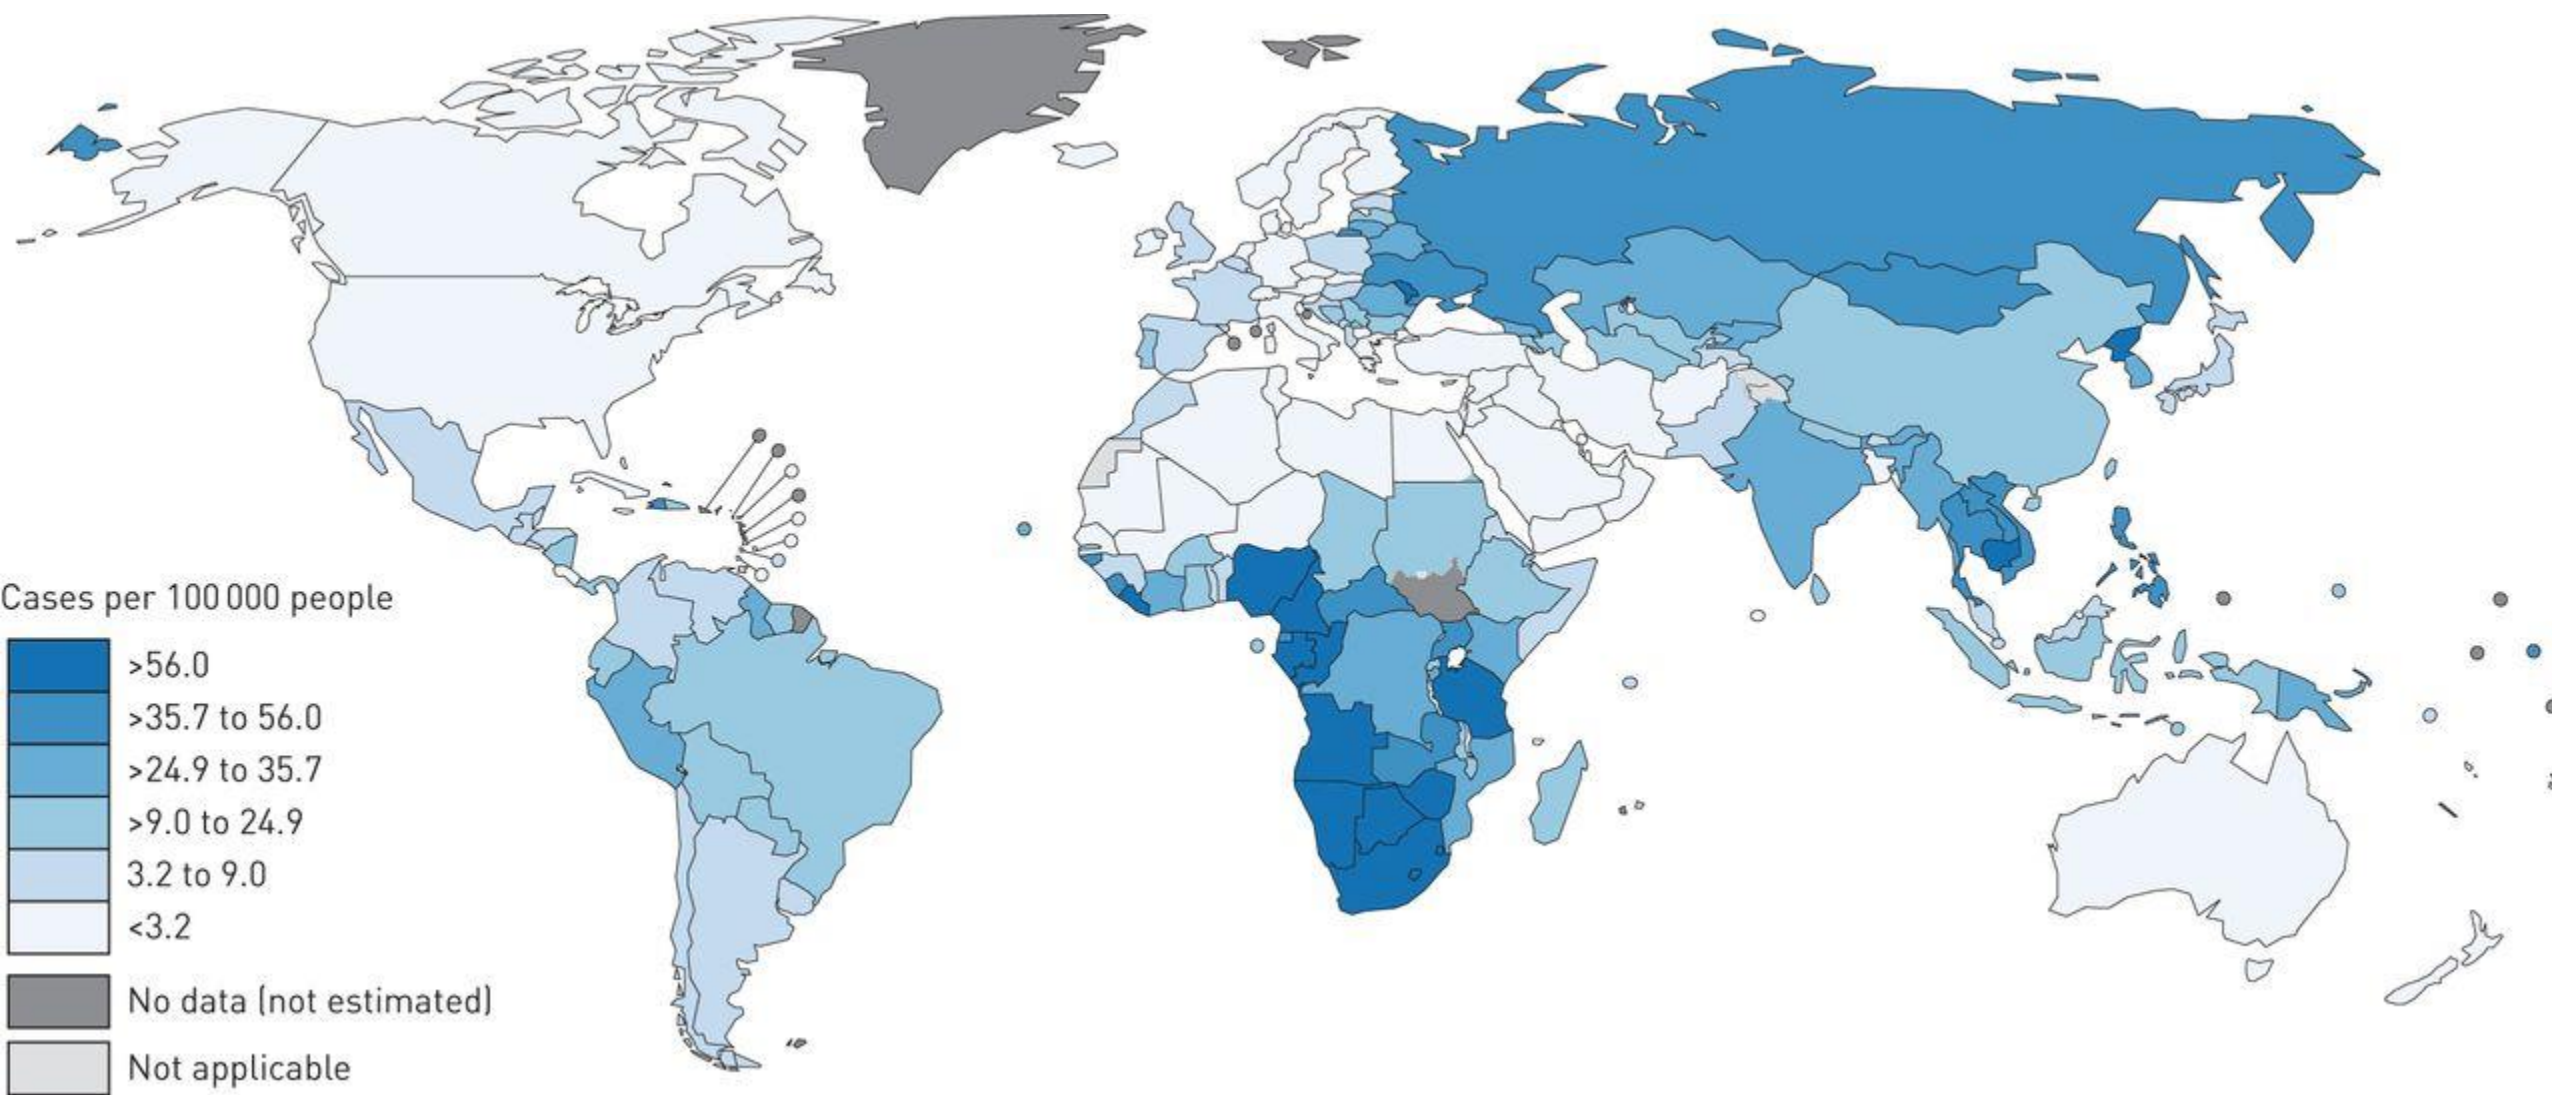 Cases per 100 000 people
>56.0
>35.7 to 56.0
>24.9 to 35.7
>9.0 to 24.9
3.2 to 9.0
<3.2
No data (not estimated)
Not applicable